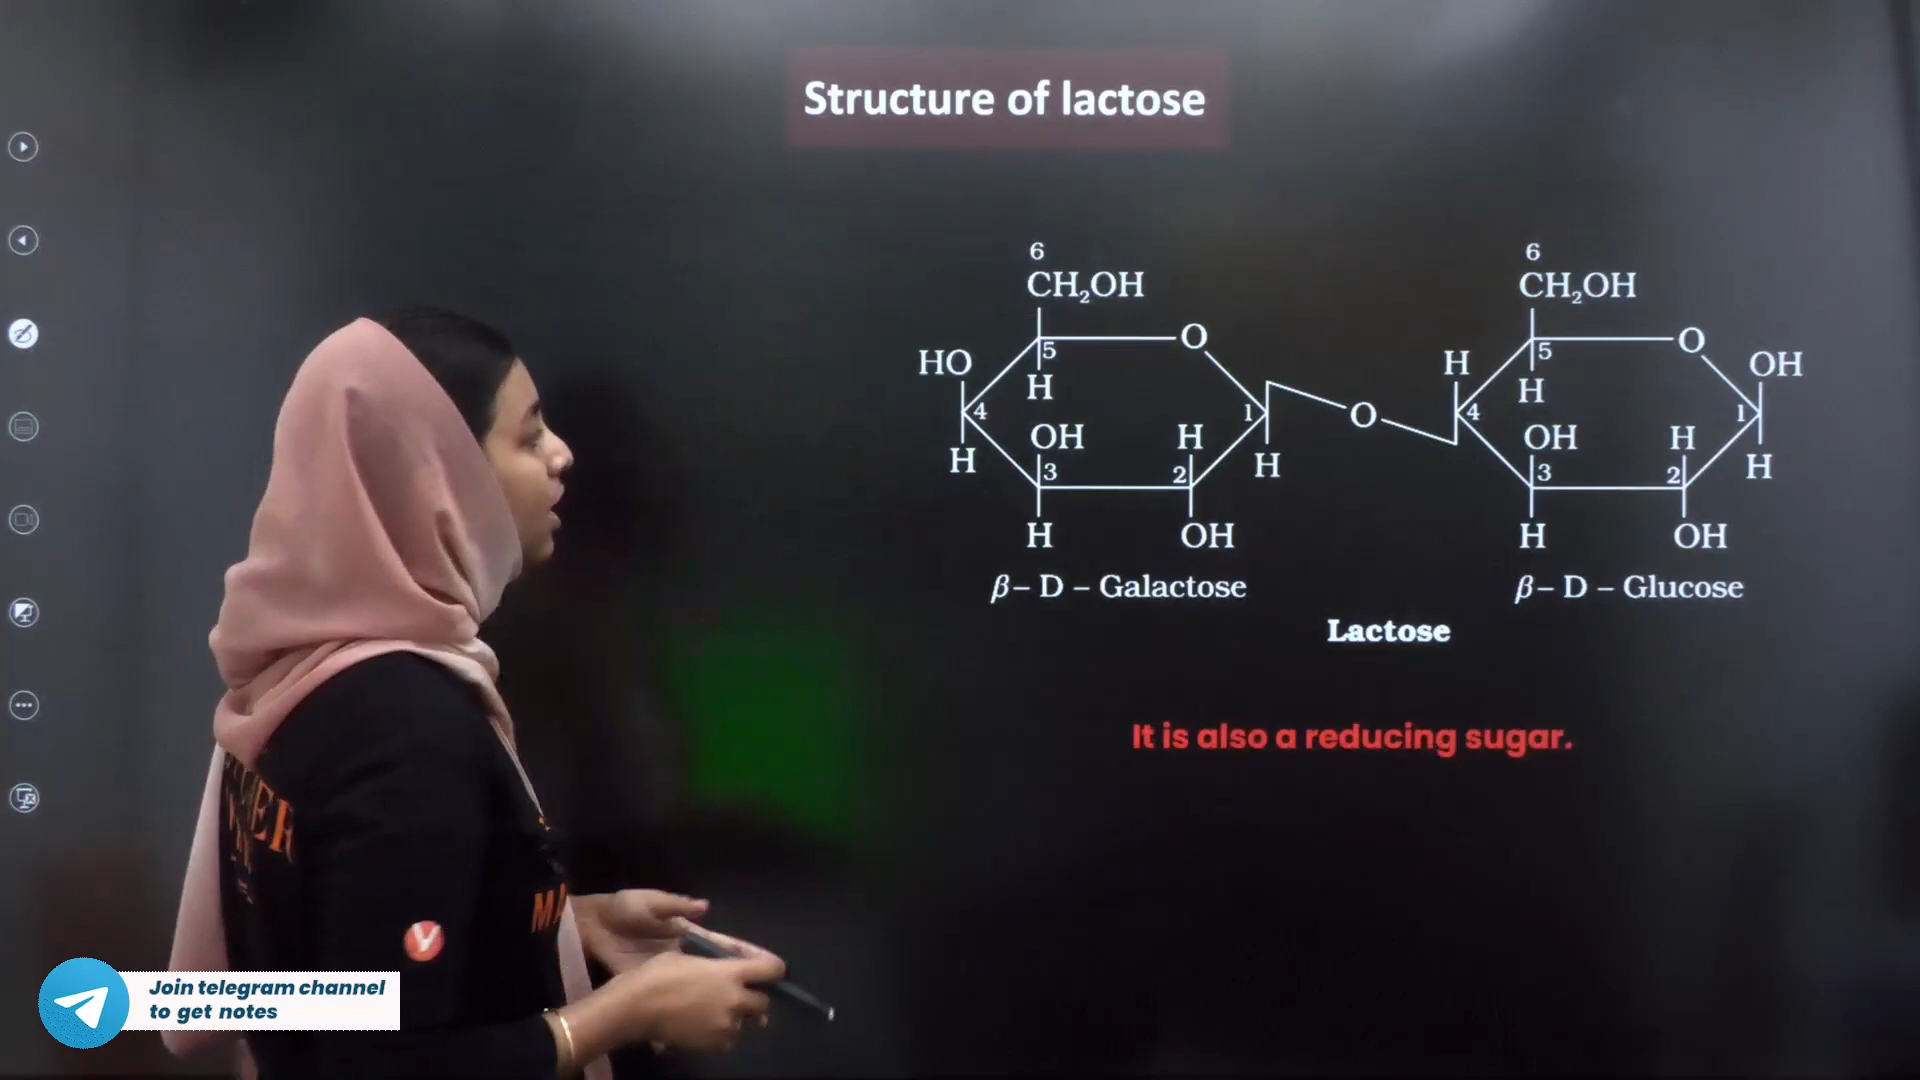 Structure of lactose
6 6
CH₂OH CH₂OH
O O
HO 5 H 5 OH
H H
4 1 O 4 1
OH H OH H
H 3 2 H 3 2 H
H OH H OH
β– D – Galactose β– D – Glucose
Lactose
It is also a reducing sugar.
MA
Join telegram channel
to get notes